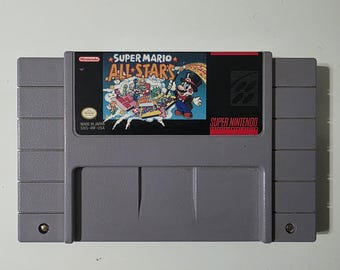 Nintendo
SUPER MARIO
ALL-STARS
MADE IN JAPAN
SNS-4M-USA
SUPER NINTENDO